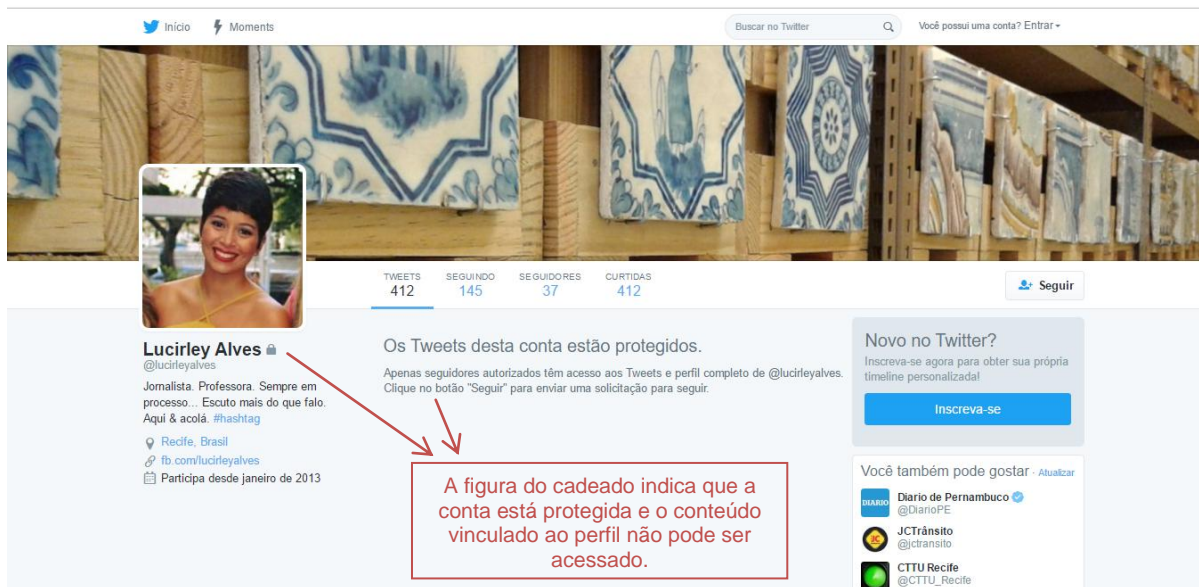 Início Moments Buscar no Twitter Você possui uma conta? Entrar
TWEETS SEGUINDO SEGUIDORES CURTIDAS
412 145 37 412
Seguir
Lucirley Alves
@lucirleyalves
Jornalista. Professora. Sempre em
processo... Escuto mais do que falo.
Aqui & acolá. #hashtag
Recife, Brasil
fb.com/lucirleyalves
Participa desde janeiro de 2013
Os Tweets desta conta estão protegidos.
Apenas seguidores autorizados têm acesso aos Tweets e perfil completo de @lucirleyalves.
Clique no botão "Seguir" para enviar uma solicitação para seguir.
A figura do cadeado indica que a
conta está protegida e o conteúdo
vinculado ao perfil não pode ser
acessado.
Novo no Twitter?
Inscreva-se agora para obter sua própria
timeline personalizada!
Inscreva-se
Você também pode gostar · Atualizar
DIARIO
Diario de Pernambuco
@DiarioPE
JC
JCTrânsito
@jctransito
CTTU Recife
@CTTU_Recife